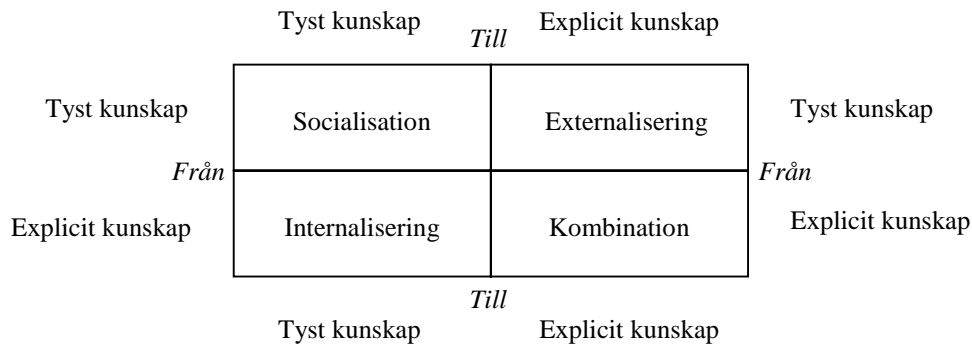 Tyst kunskap Explicit kunskap
Till
Tyst kunskap Socialisation Externalisering Tyst kunskap
Från Från
Explicit kunskap Internalisering Kombination Explicit kunskap
Till
Tyst kunskap Explicit kunskap